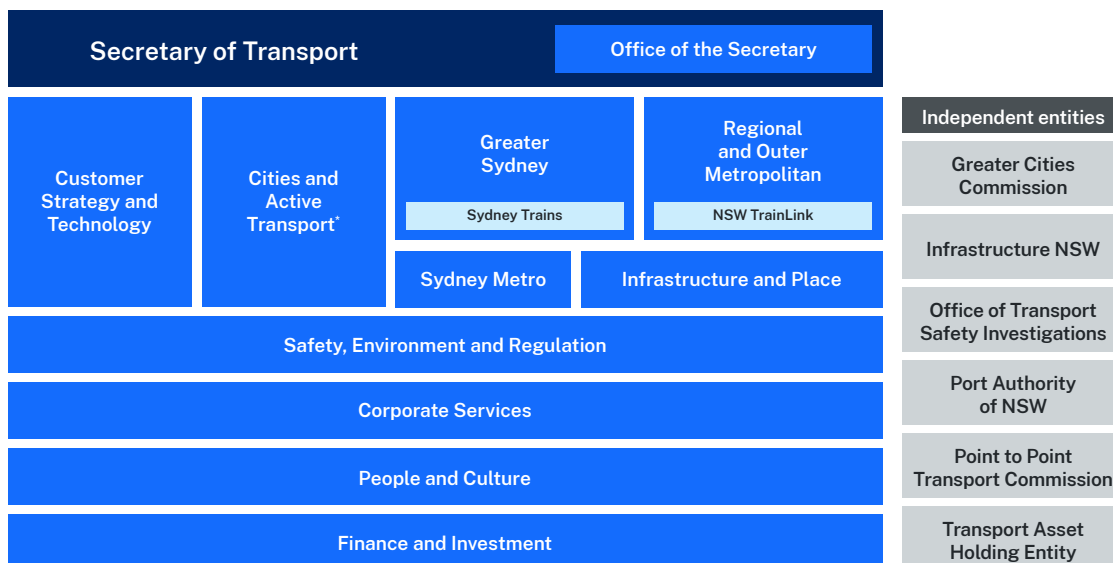 Secretary of Transport
Office of the Secretary
Customer
Strategy and
Technology
Cities and
Active
Transport*
Greater
Sydney
Sydney Trains
Regional
and Outer
Metropolitan
NSW TrainLink
Sydney Metro
Infrastructure and Place
Safety, Environment and Regulation
Corporate Services
People and Culture
Finance and Investment
Independent entities
Greater Cities
Commission
Infrastructure NSW
Office of Transport
Safety Investigations
Port Authority
of NSW
Point to Point
Transport Commission
Transport Asset
Holding Entity